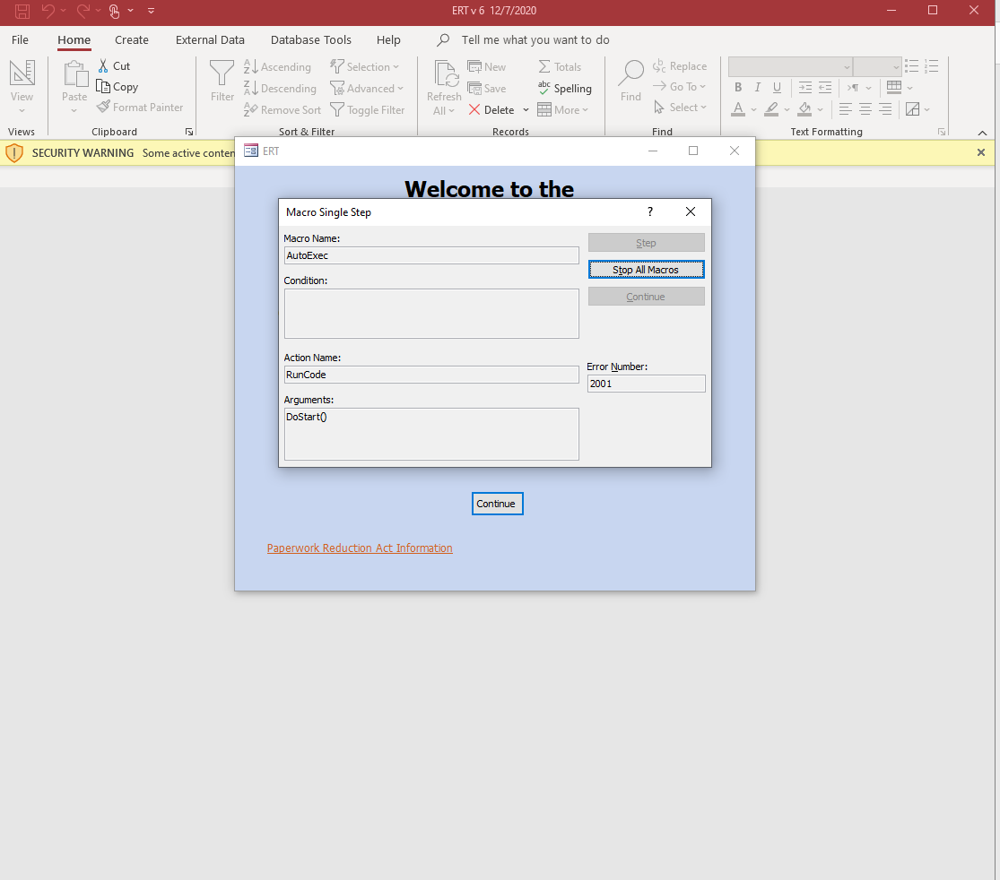 ERT v 6 12/7/2020
File Home Create External Data Database Tools Help Tell me what you want to do
View
Views
Paste
Cut
Copy
Format Painter
Clipboard
Filter
Ascending
Descending
Remove Sort
Selection
Advanced
Toggle Filter
Sort & Filter
Refresh
All
New
Save
Delete
Totals
Spelling
More
Records
Find
Replace
Go To
Select
Find
B I U
Text Formatting
SECURITY WARNING Some active conten
ERT
Welcome to the
Macro Single Step
Macro Name:
AutoExec
Condition:
Action Name:
RunCode
Arguments:
DoStart()
Step
Stop All Macros
Continue
Error Number:
2001
Continue
Paperwork Reduction Act Information